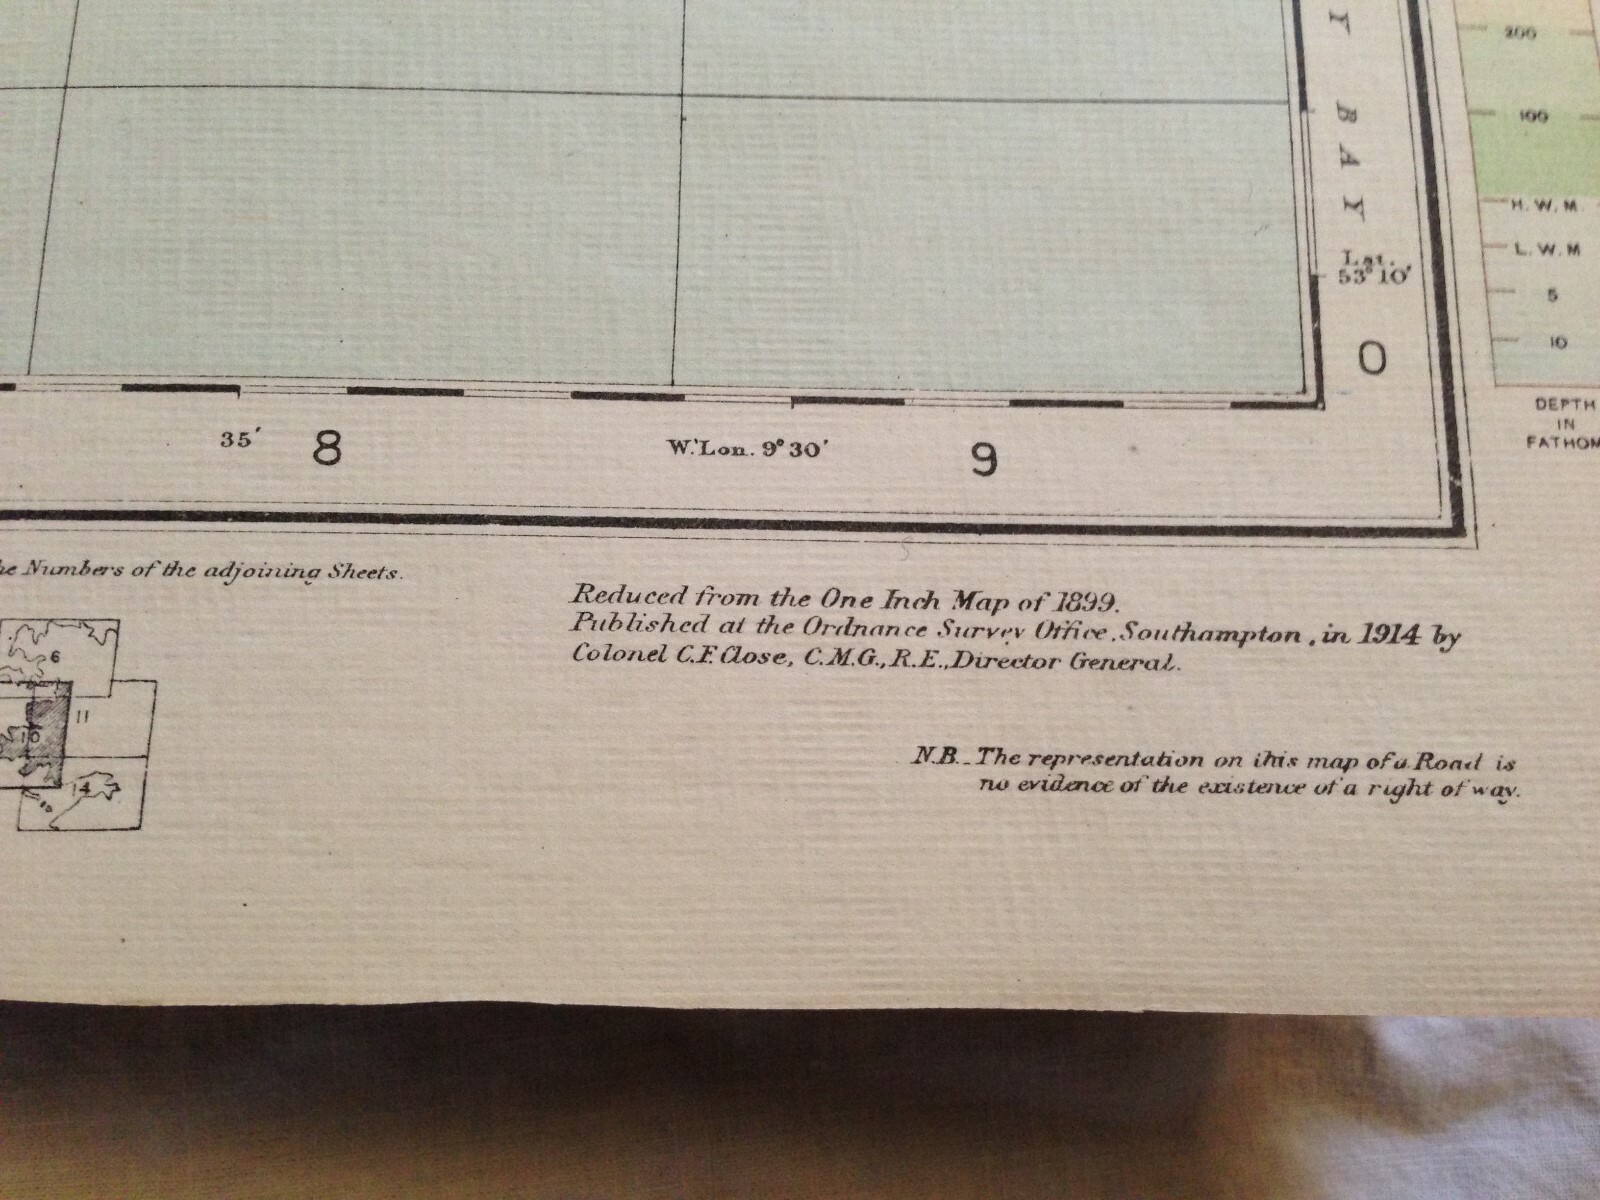 Y BAY
200
100
H.W.M.
L.W.M
5
10
DEPTH
IN
FATHOM
Lat.
53°10'
O
35'
8
W. Lon. 9°30'
9
he Numbers of the adjoining Sheets.
6
11
10
14
Reduced from the One Inch Map of 1899.
Published at the Ordnance Survey Office, Southampton, in 1914 by
Colonel C.F. Close, C.M.G., R.E., Director General.
N.B._ The representation on this map of a Road is
no evidence of the existence of a right of way.